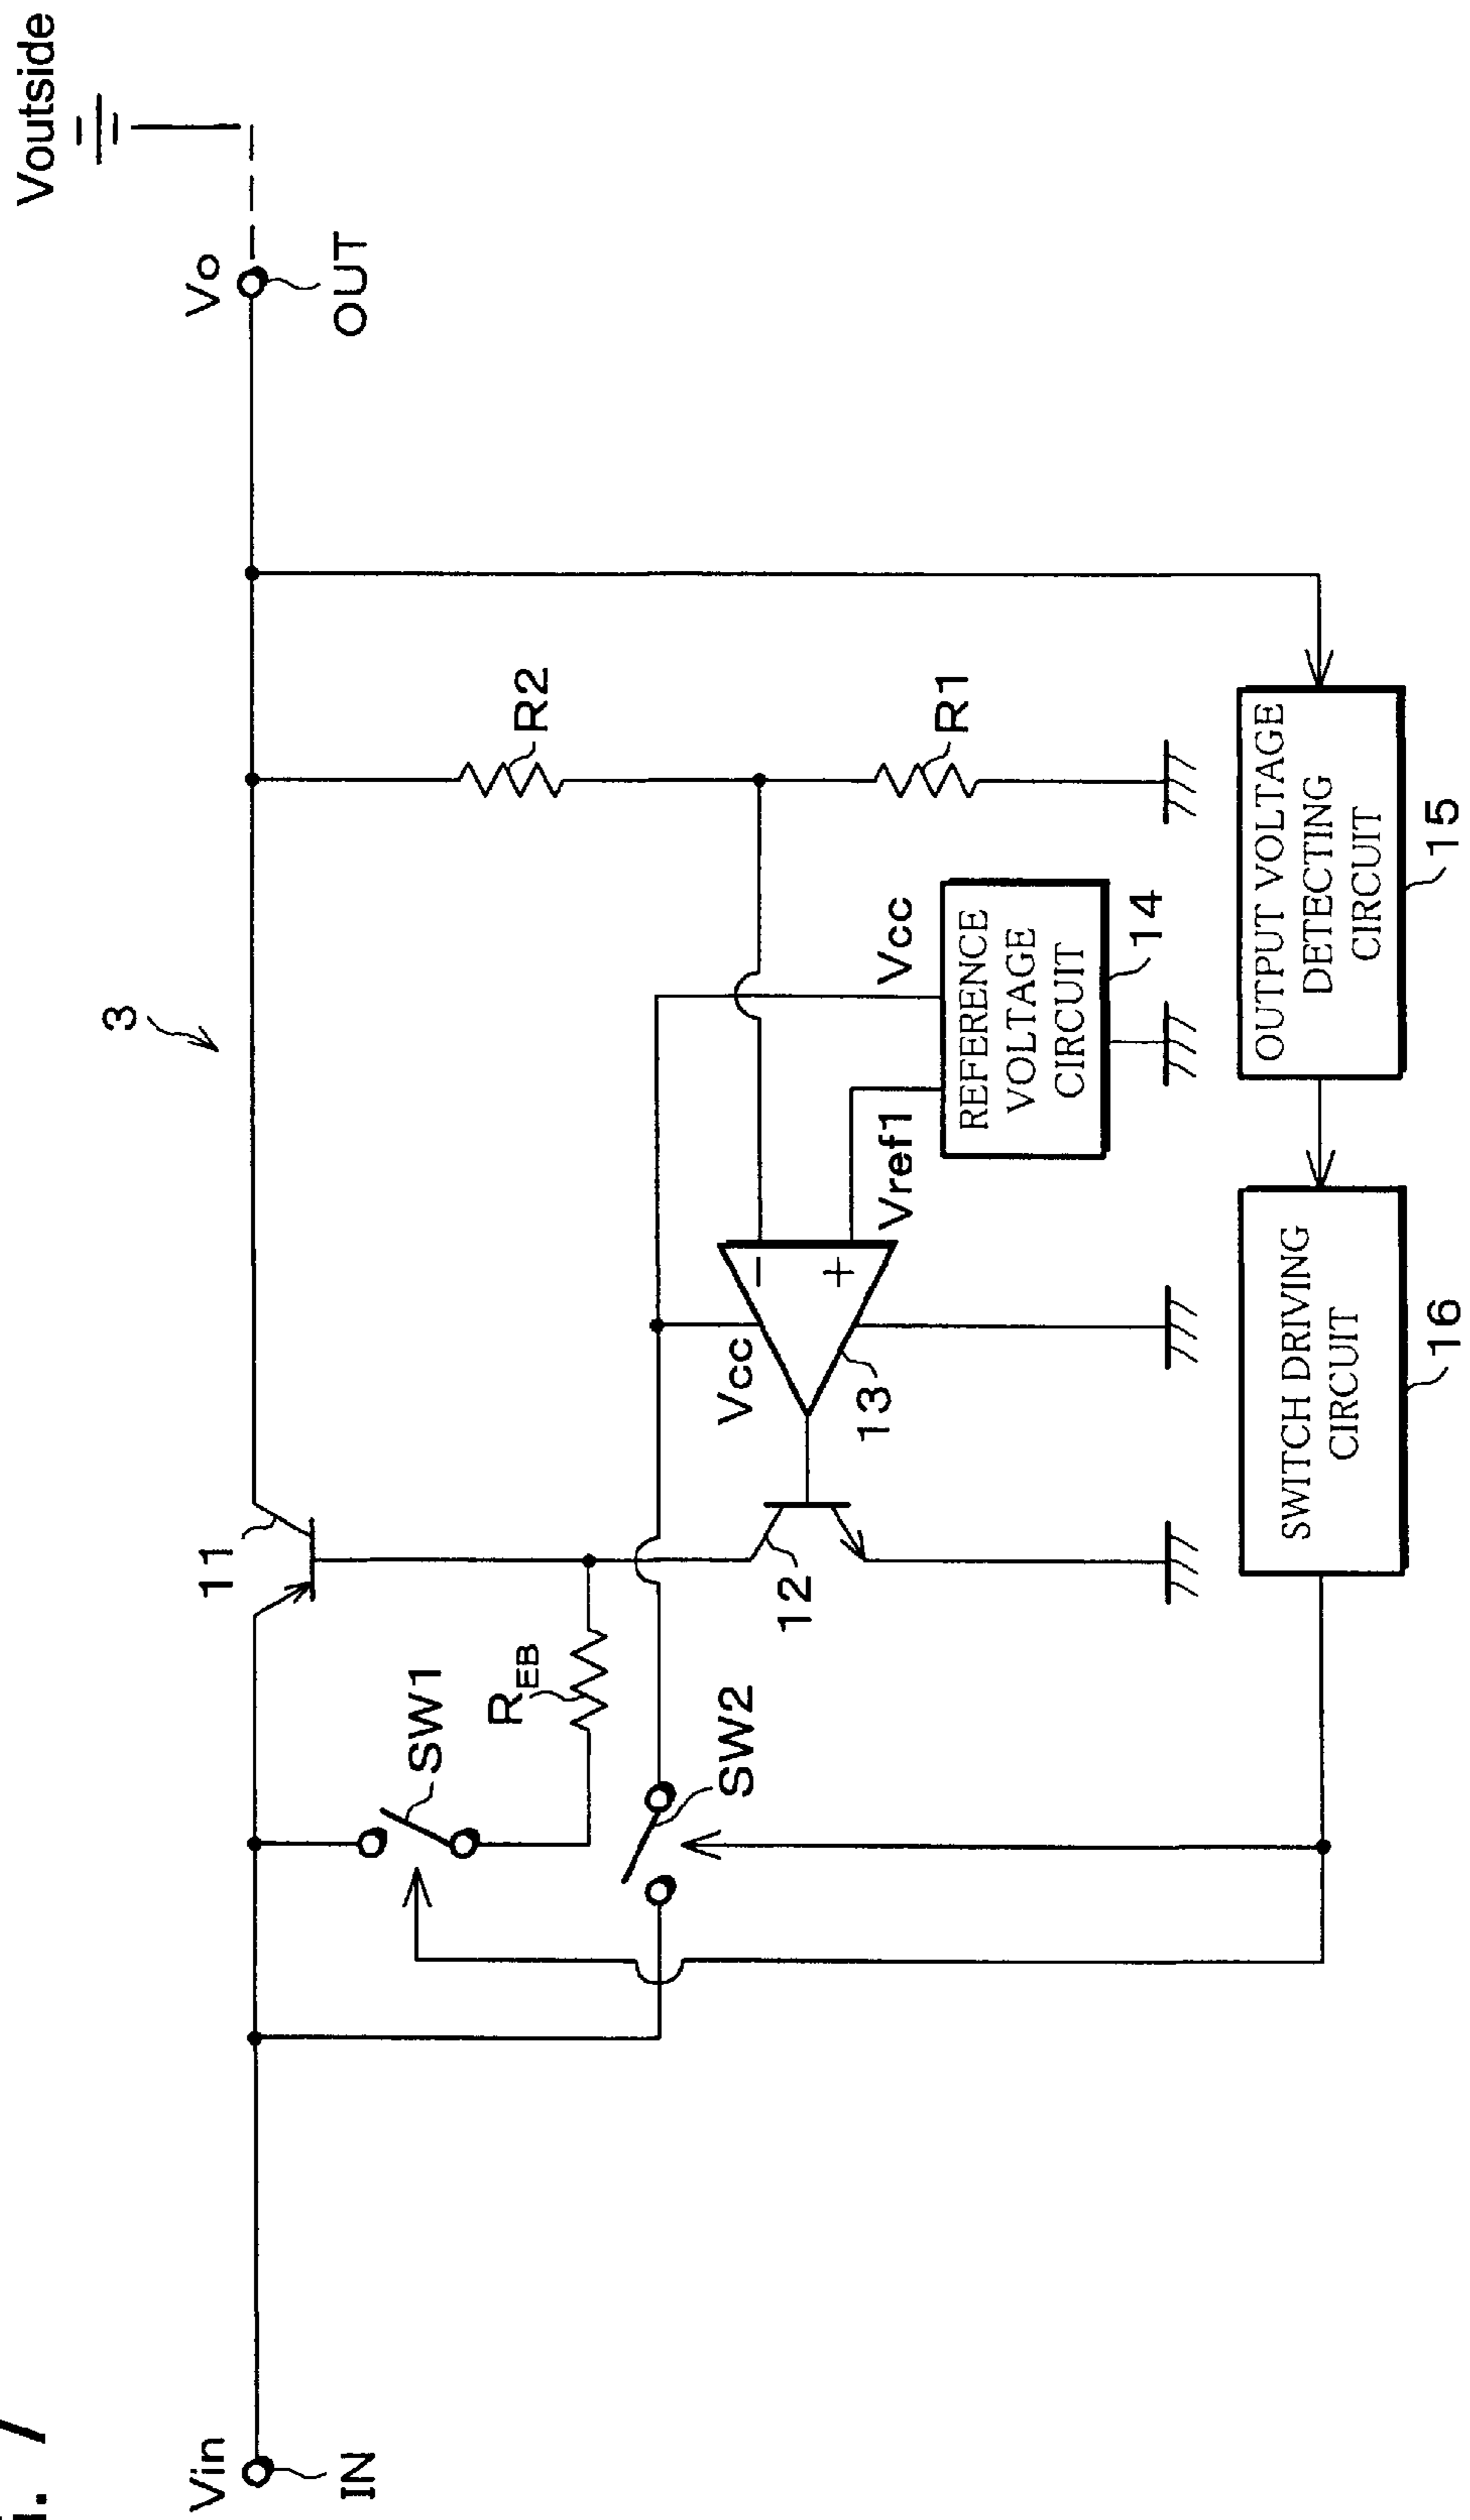 Vin
IN
3
11
SW1
REB
SW2
12
Vcc
13
Vref1
Vcc
REFERENCE
VOLTAGE
CIRCUIT
14
R2
R1
Vo
OUT
Voutside
SWITCH DRIVING
CIRCUIT
16
OUTPUT VOLTAGE
DETECTING
CIRCUIT
15